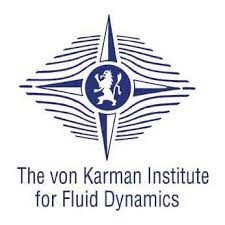 The von Karman Institute
for Fluid Dynamics